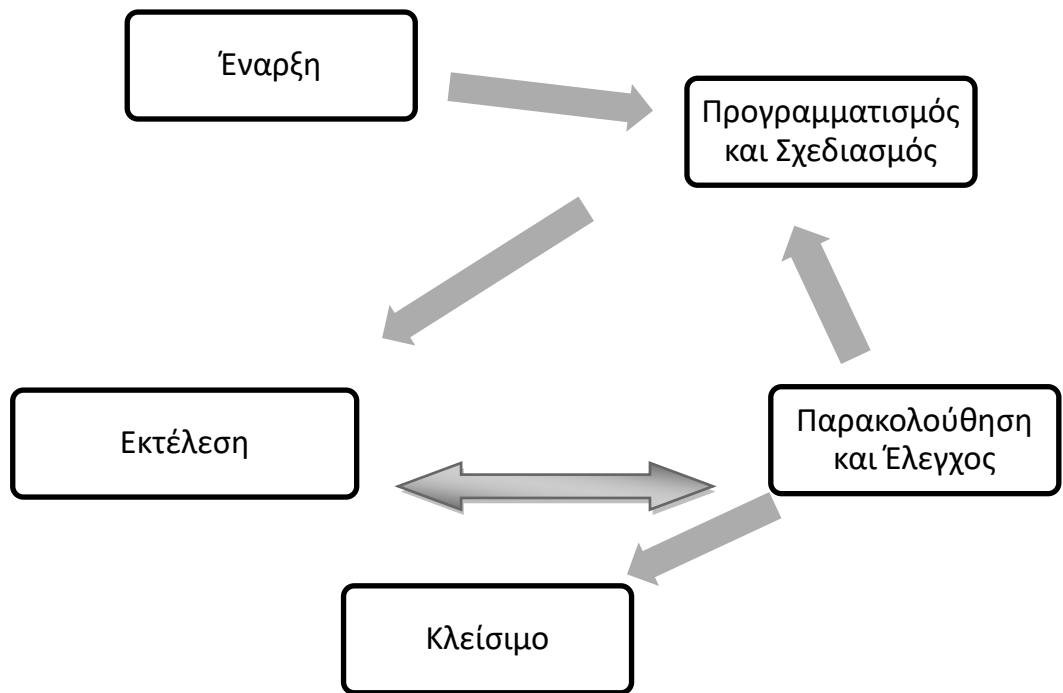 Έναρξη
Προγραμματισμός
και Σχεδιασμός
Εκτέλεση
Παρακολούθηση
και Έλεγχος
Κλείσιμο